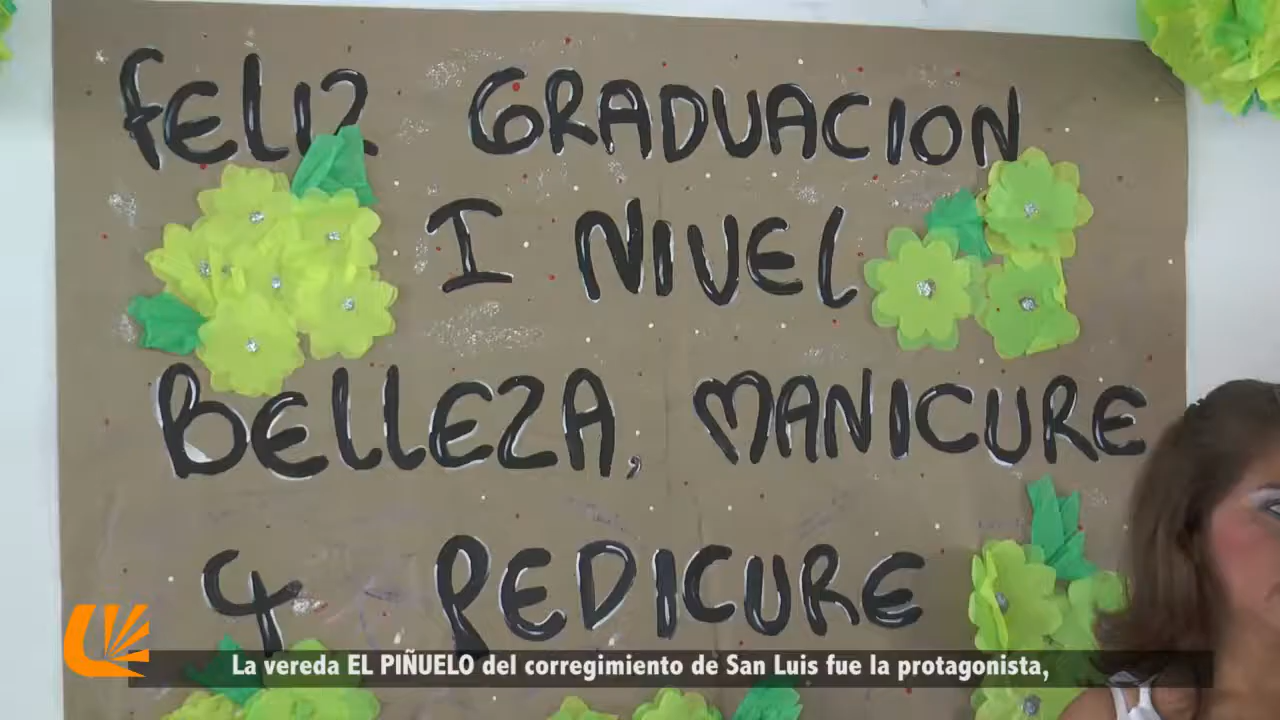 FELIZ GRADUACION
I NIVEL
BELLEZA, MANICURE
Y PEDICURE
La vereda EL PIÑUELO del corregimiento de San Luis fue la protagonista,